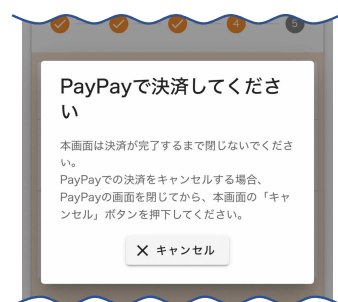 4
5
PayPayで決済してくださ
い
本画面は決済が完了するまで閉じないでくださ
い。
PayPayでの決済をキャンセルする場合、
PayPayの画面を閉じてから、本画面の「キャ
ンセル」ボタンを押下してください。
キャンセル